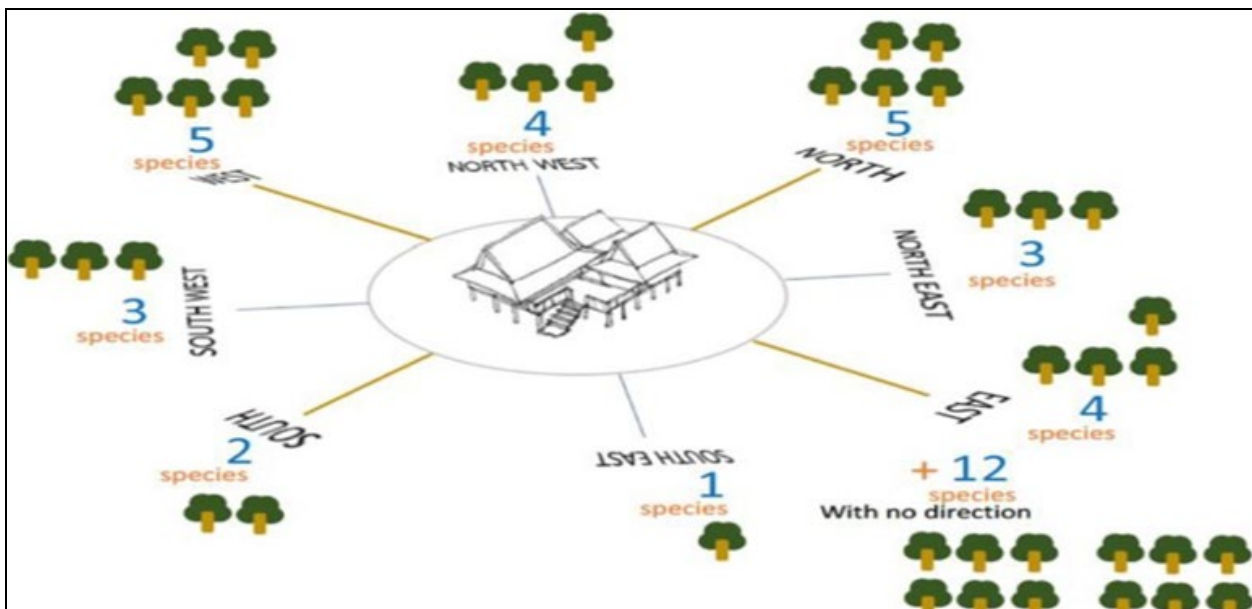 5
species
WEST
4
species
NORTH WEST
5
species
NORTH
3
species
NORTH EAST
3
species
SOUTH WEST
4
species
EAST
2
species
SOUTH
1
species
SOUTH EAST
+ 12
species
With no direction